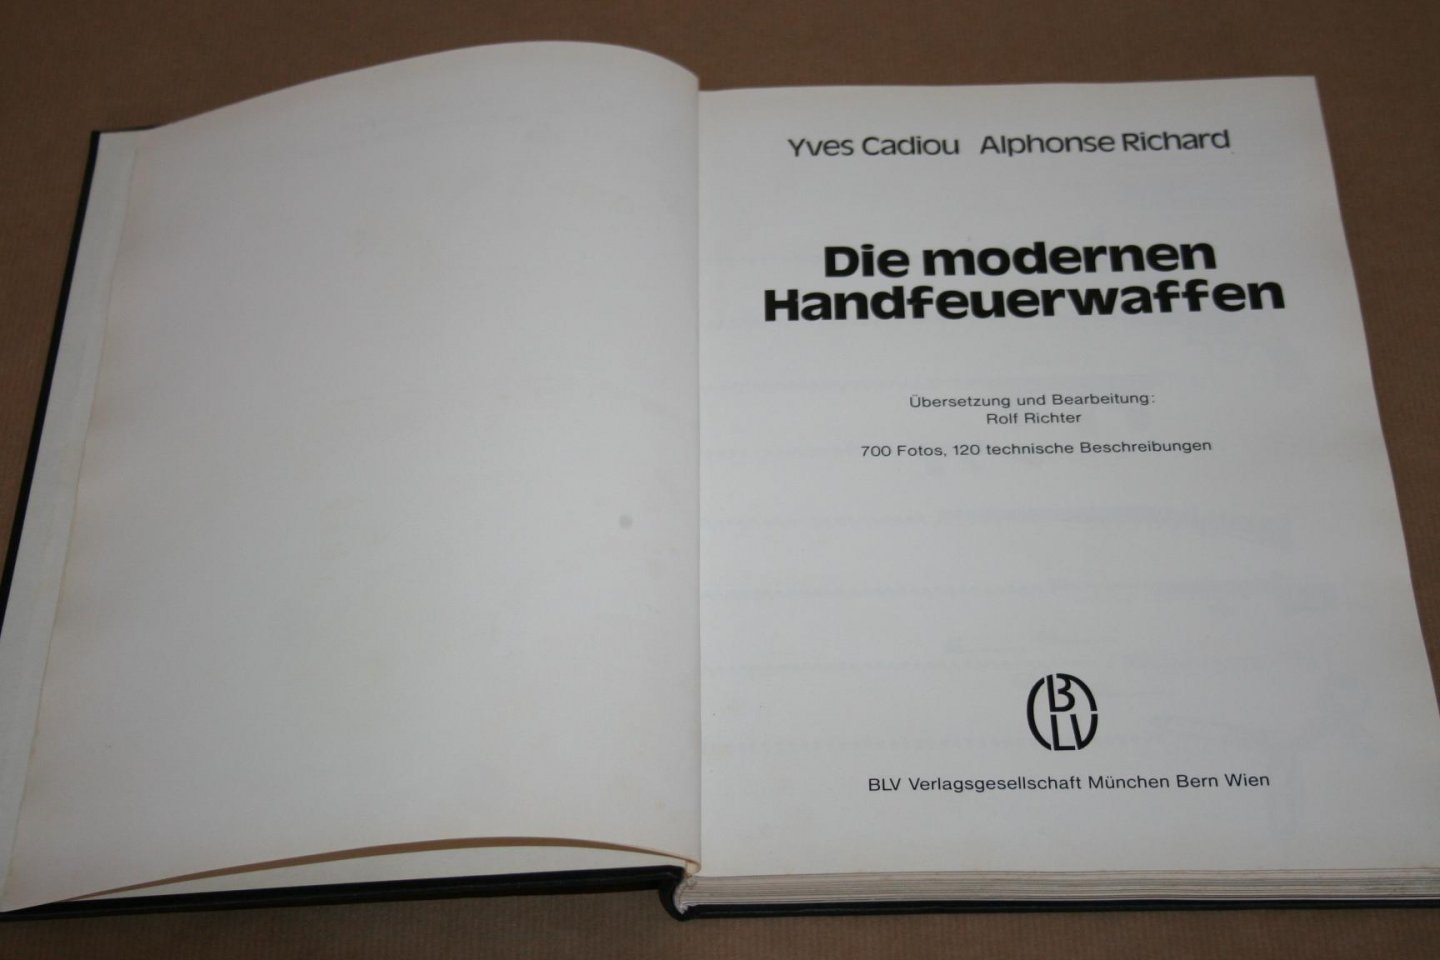 Yves Cadiou Alphonse Richard
Die modernen
Handfeuerwaffen
Übersetzung und Bearbeitung:
Rolf Richter
700 Fotos, 120 technische Beschreibungen
BLV
BLV Verlagsgesellschaft München Bern Wien